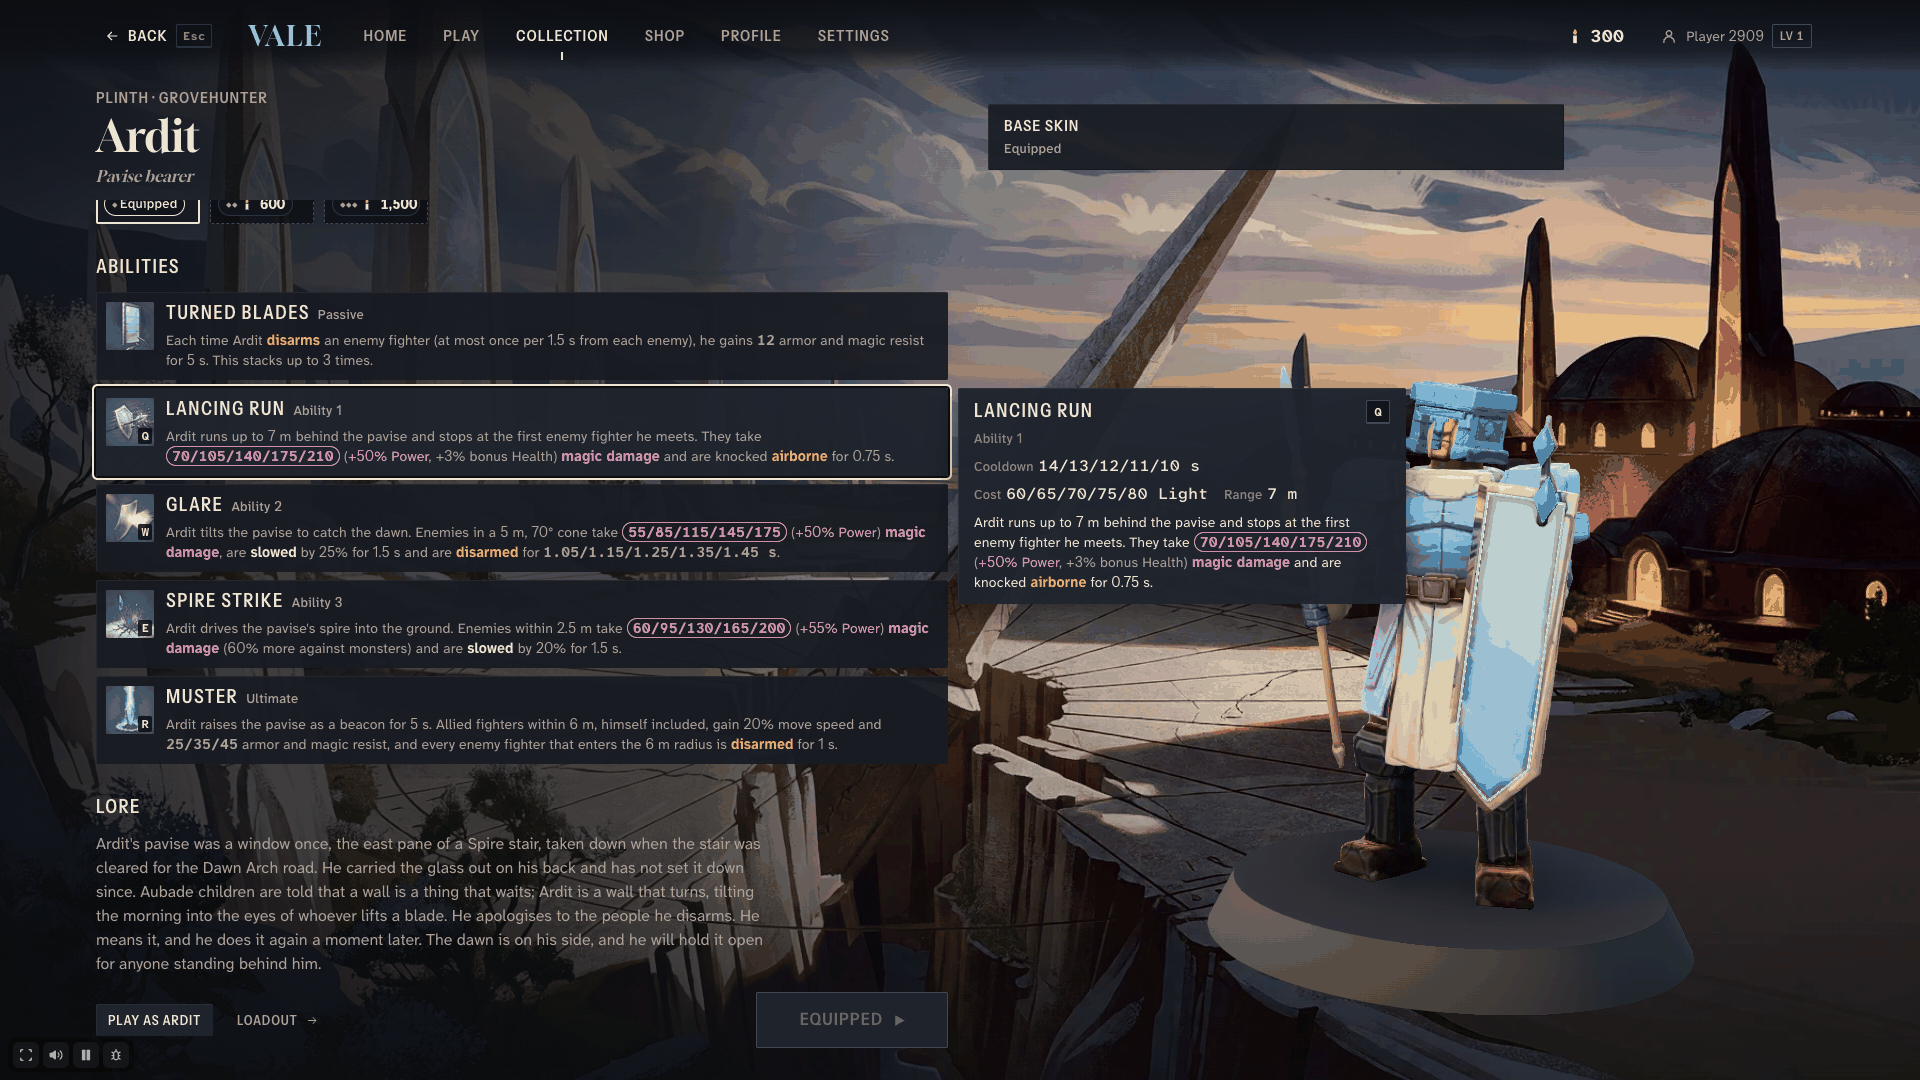 ← BACK Esc VALE HOME PLAY COLLECTION SHOP PROFILE SETTINGS 300 Player 2909 LV 1
PLINTH · GROVEHUNTER
Ardit
Pavise bearer
Equipped 600 1,500
BASE SKIN
Equipped
ABILITIES
TURNED BLADES Passive
Each time Ardit disarms an enemy fighter (at most once per 1.5 s from each enemy), he gains 12 armor and magic resist
for 5 s. This stacks up to 3 times.
Q
LANCING RUN Ability 1
Ardit runs up to 7 m behind the pavise and stops at the first enemy fighter he meets. They take
70/105/140/175/210 (+50% Power, +3% bonus Health) magic damage and are knocked airborne for 0.75 s.
W
GLARE Ability 2
Ardit tilts the pavise to catch the dawn. Enemies in a 5 m, 70° cone take 55/85/115/145/175 (+50% Power) magic
damage, are slowed by 25% for 1.5 s and are disarmed for 1.05/1.15/1.25/1.35/1.45 s.
E
SPIRE STRIKE Ability 3
Ardit drives the pavise's spire into the ground. Enemies within 2.5 m take 60/95/130/165/200 (+55% Power) magic
damage (60% more against monsters) and are slowed by 20% for 1.5 s.
R
MUSTER Ultimate
Ardit raises the pavise as a beacon for 5 s. Allied fighters within 6 m, himself included, gain 20% move speed and
25/35/45 armor and magic resist, and every enemy fighter that enters the 6 m radius is disarmed for 1 s.
LANCING RUN Q
Ability 1
Cooldown 14/13/12/11/10 s
Cost 60/65/70/75/80 Light Range 7 m
Ardit runs up to 7 m behind the pavise and stops at the first
enemy fighter he meets. They take 70/105/140/175/210
(+50% Power, +3% bonus Health) magic damage and are
knocked airborne for 0.75 s.
LORE
Ardit's pavise was a window once, the east pane of a Spire stair, taken down when the stair was
cleared for the Dawn Arch road. He carried the glass out on his back and has not set it down
since. Aubade children are told that a wall is a thing that waits; Ardit is a wall that turns, tilting
the morning into the eyes of whoever lifts a blade. He apologises to the people he disarms. He
means it, and he does it again a moment later. The dawn is on his side, and he will hold it open
for anyone standing behind him.
PLAY AS ARDIT LOADOUT → EQUIPPED ▶